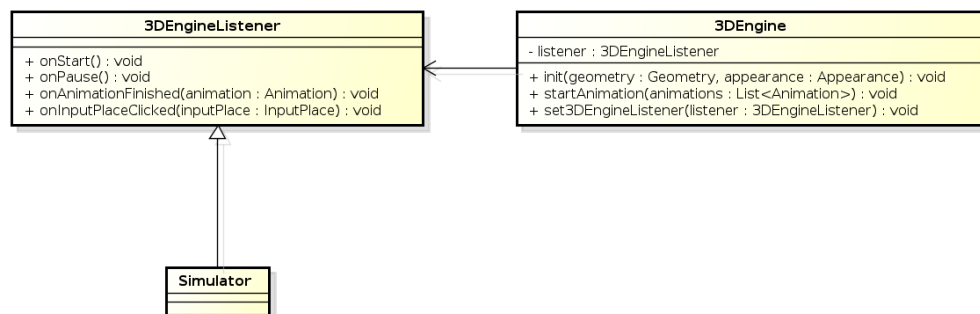 3DEngineListener
+ onStart() : void
+ onPause() : void
+ onAnimationFinished(animation : Animation) : void
+ onInputPlaceClicked(inputPlace : InputPlace) : void
3DEngine
- listener : 3DEngineListener
+ init(geometry : Geometry, appearance : Appearance) : void
+ startAnimation(animations : List<Animation>) : void
+ set3DEngineListener(listener : 3DEngineListener) : void
Simulator